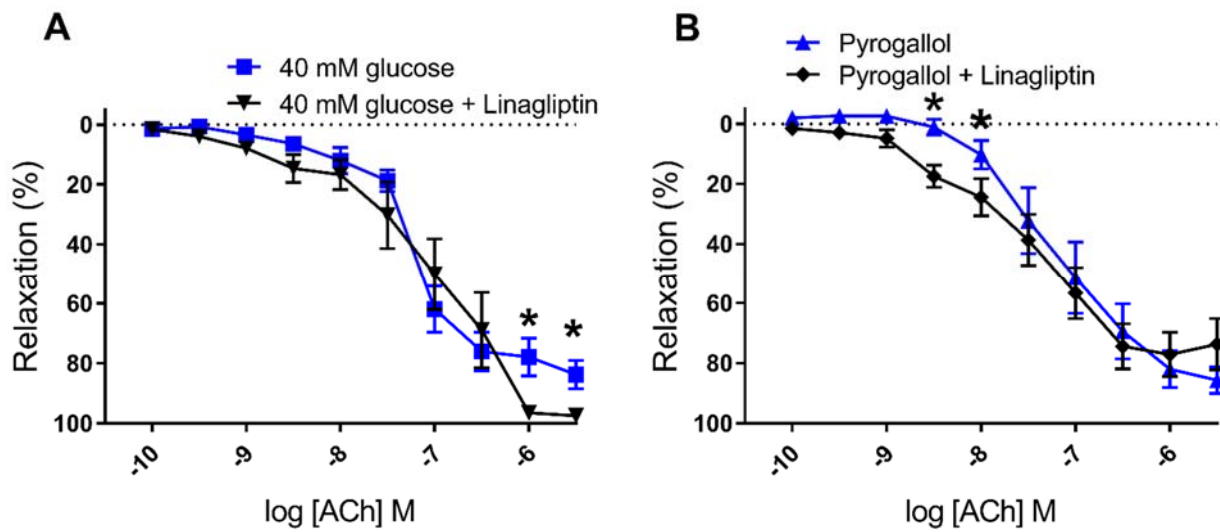 A
40 mM glucose
40 mM glucose + Linagliptin
0
20
40
60
80
100
Relaxation (%)
* *
-10 -9 -8 -7 -6
log [ACh] M
B
Pyrogallol
Pyrogallol + Linagliptin
0
20
40
60
80
100
Relaxation (%)
* *
-10 -9 -8 -7 -6
log [ACh] M